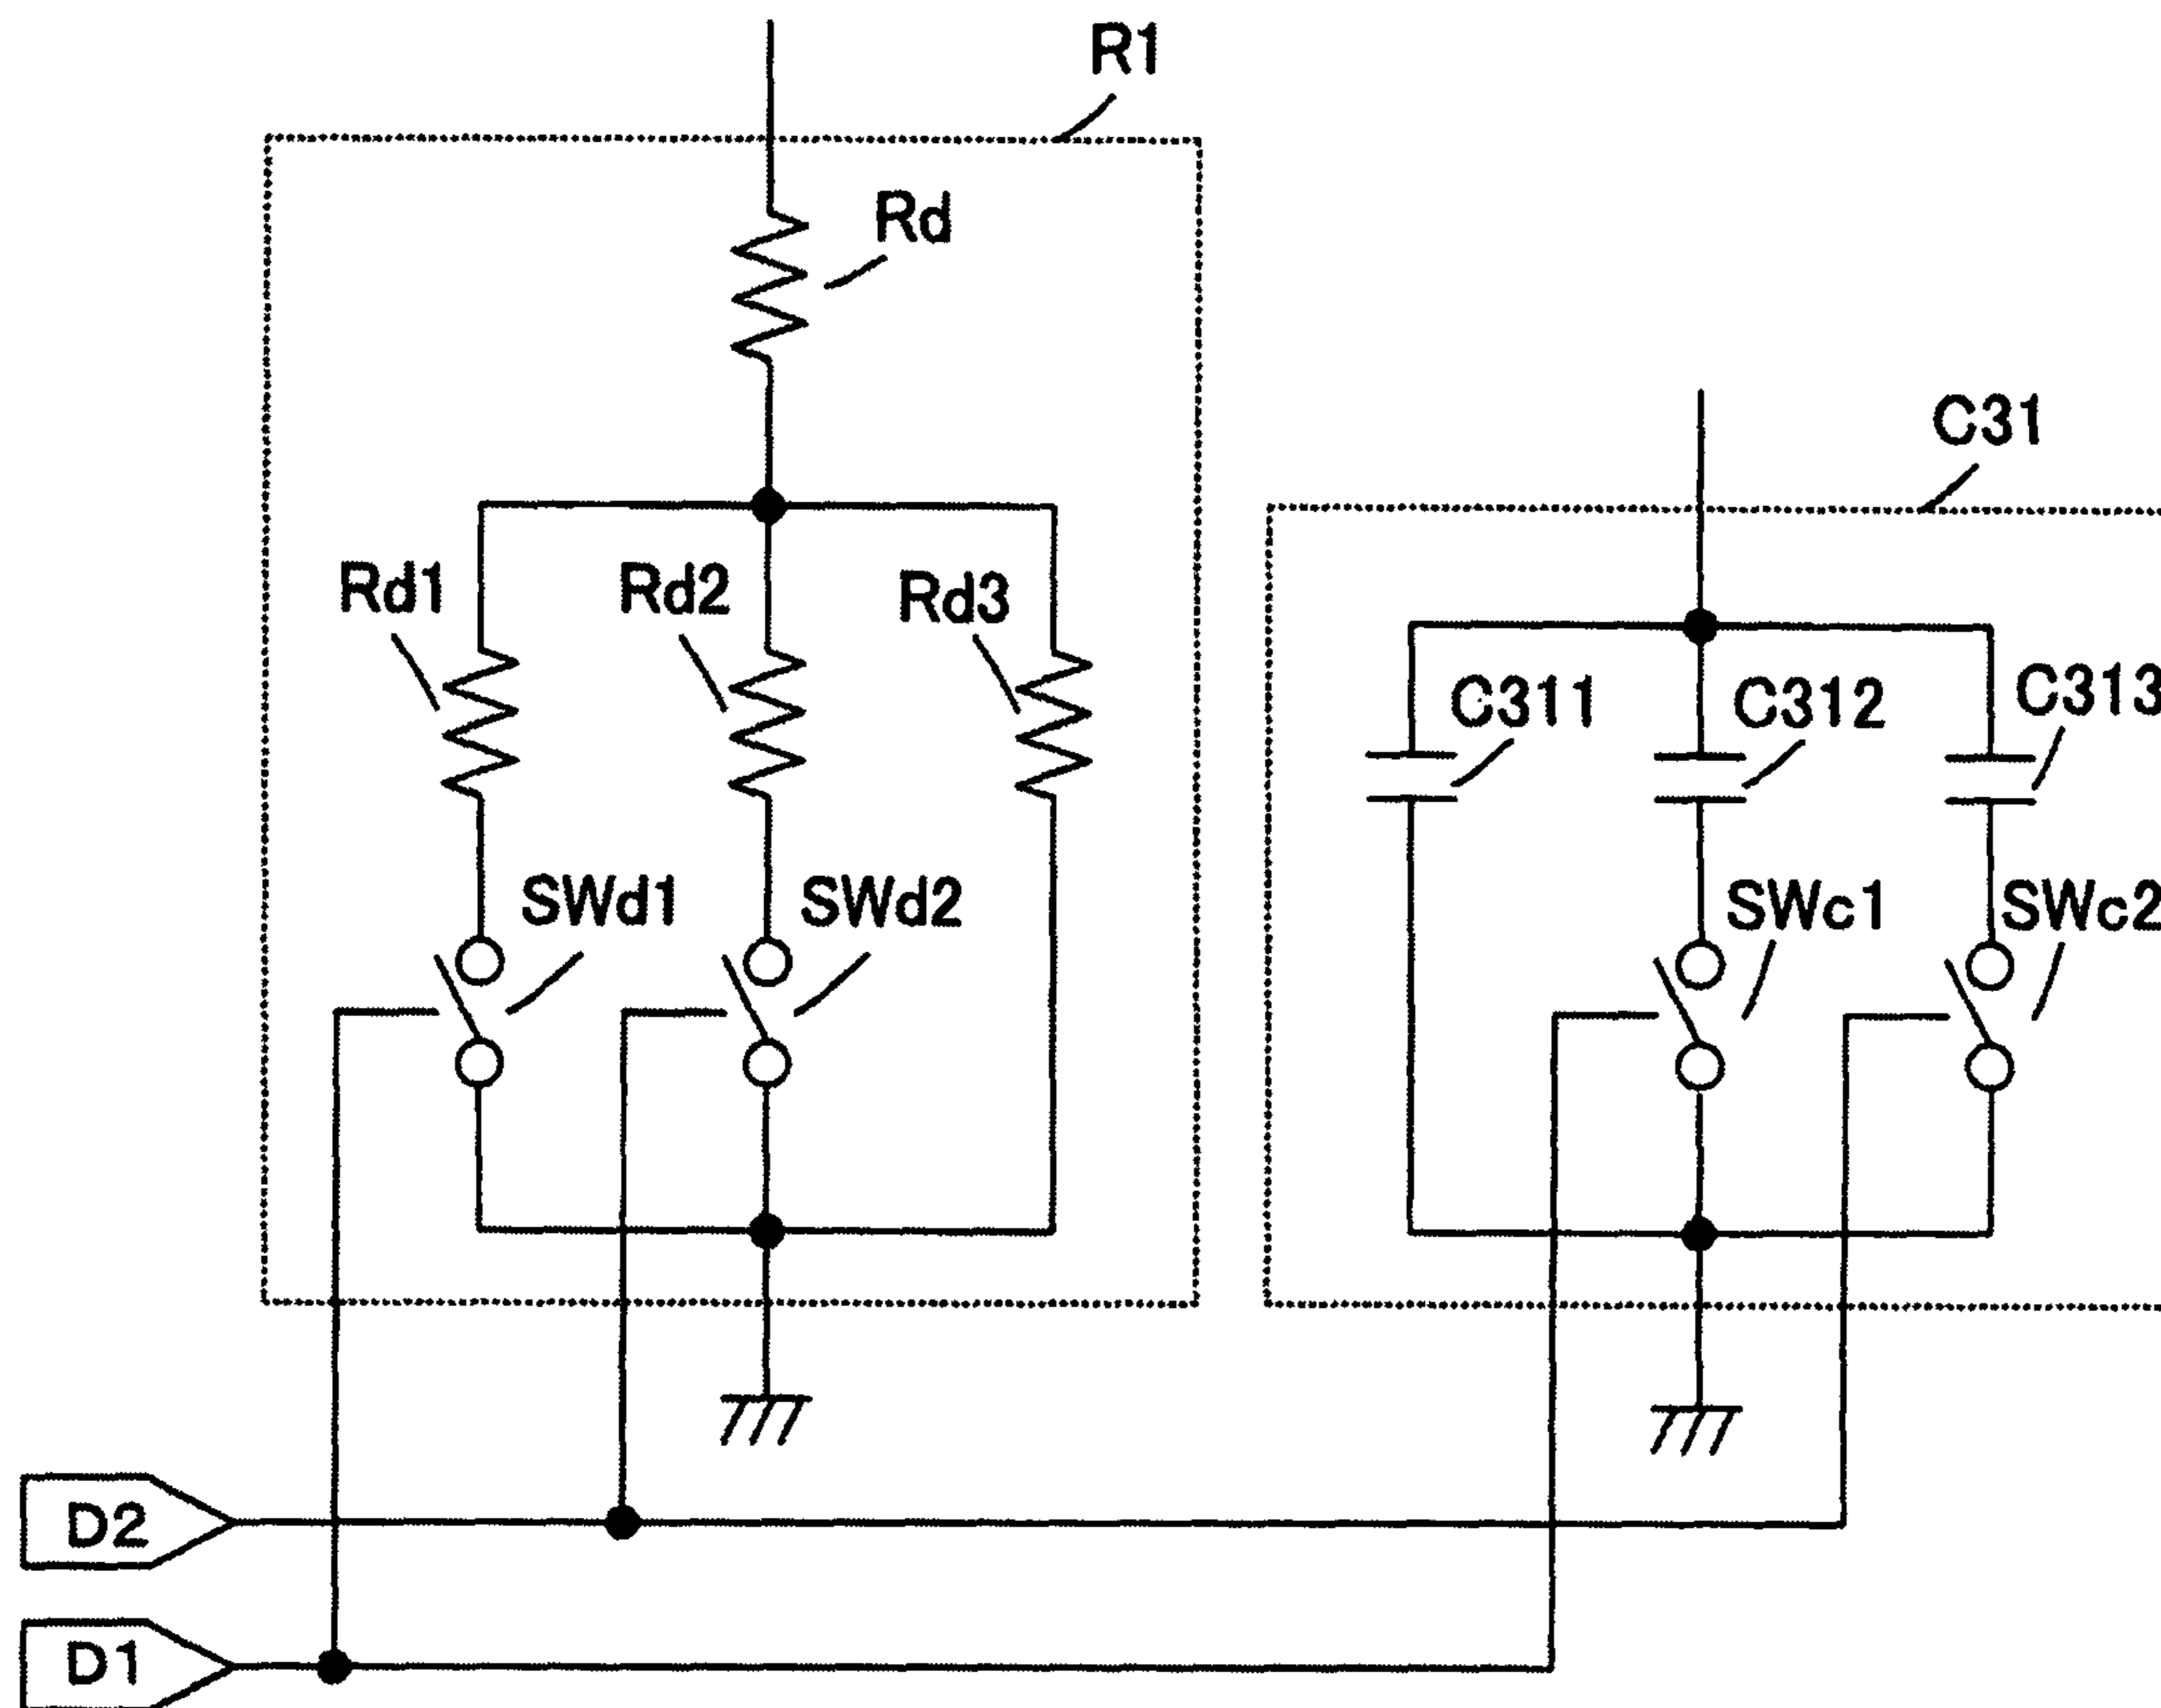 R1
Rd
C31
Rd1 Rd2 Rd3
C311 C312 C313
SWd1 SWd2 SWc1 SWc2
D2
D1